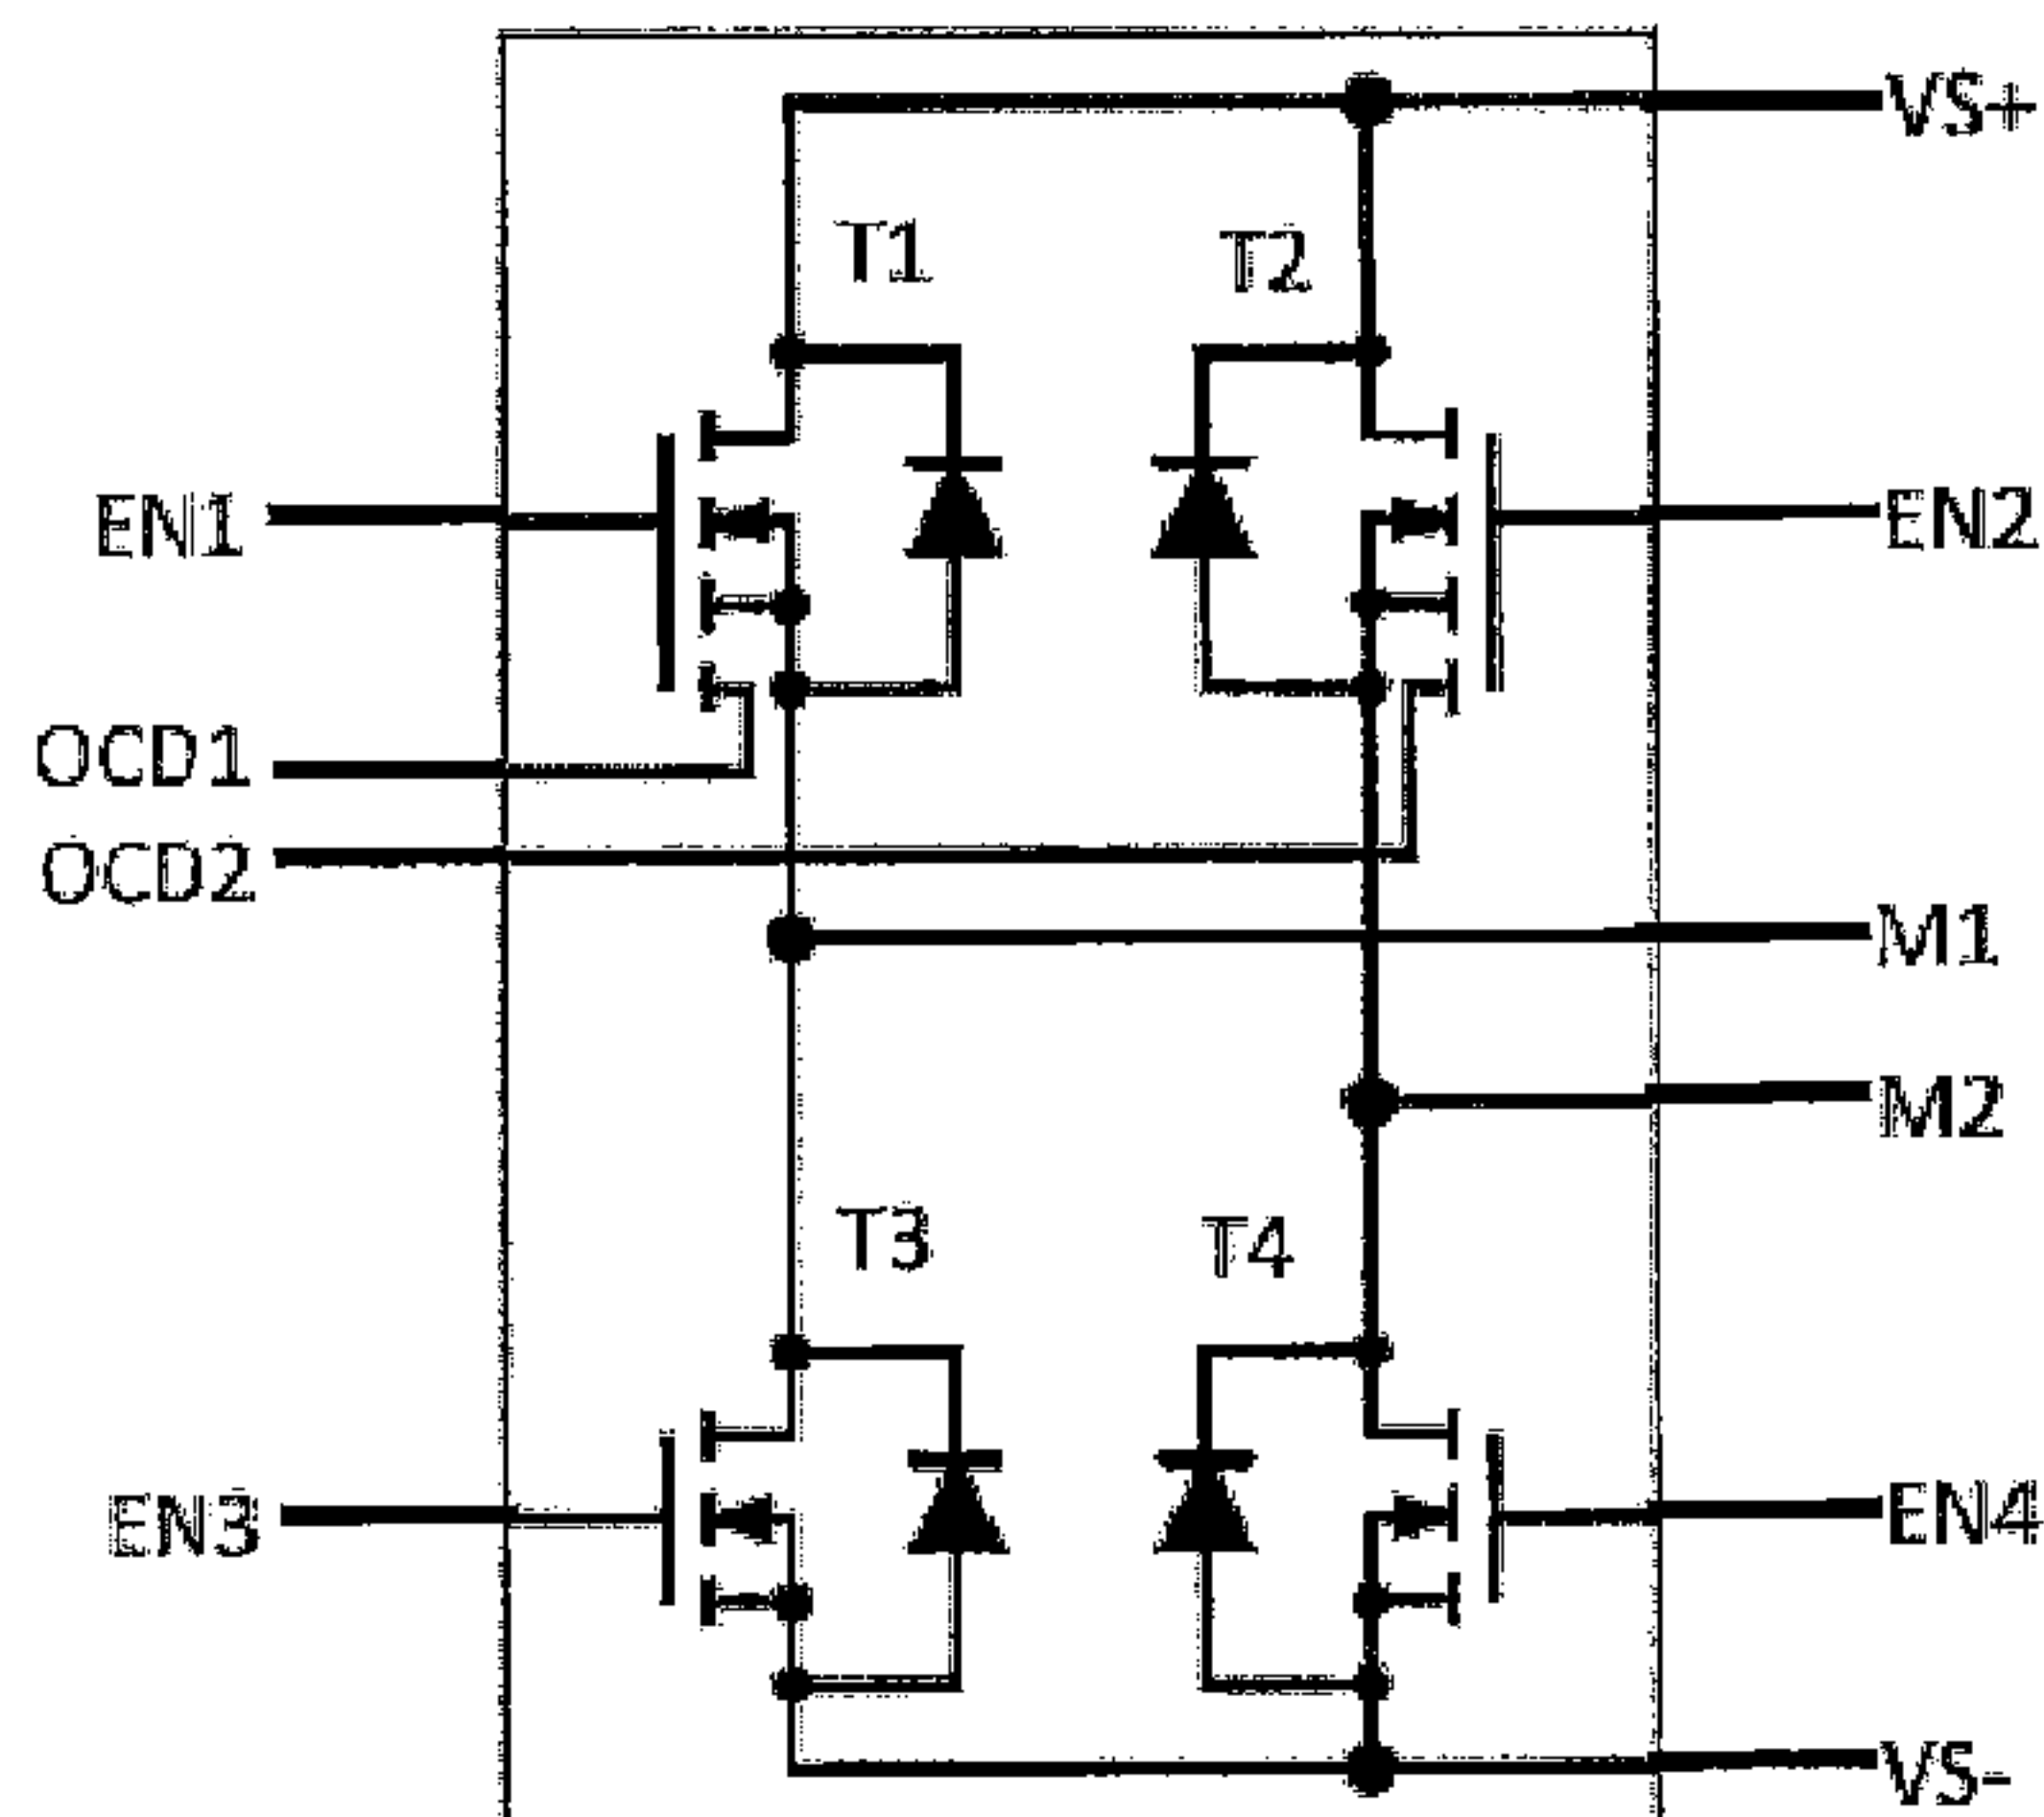 VS+
T1
T2
EN1
EN2
OCD1
OCD2
M1
M2
T3
T4
EN3
EN4
VS-